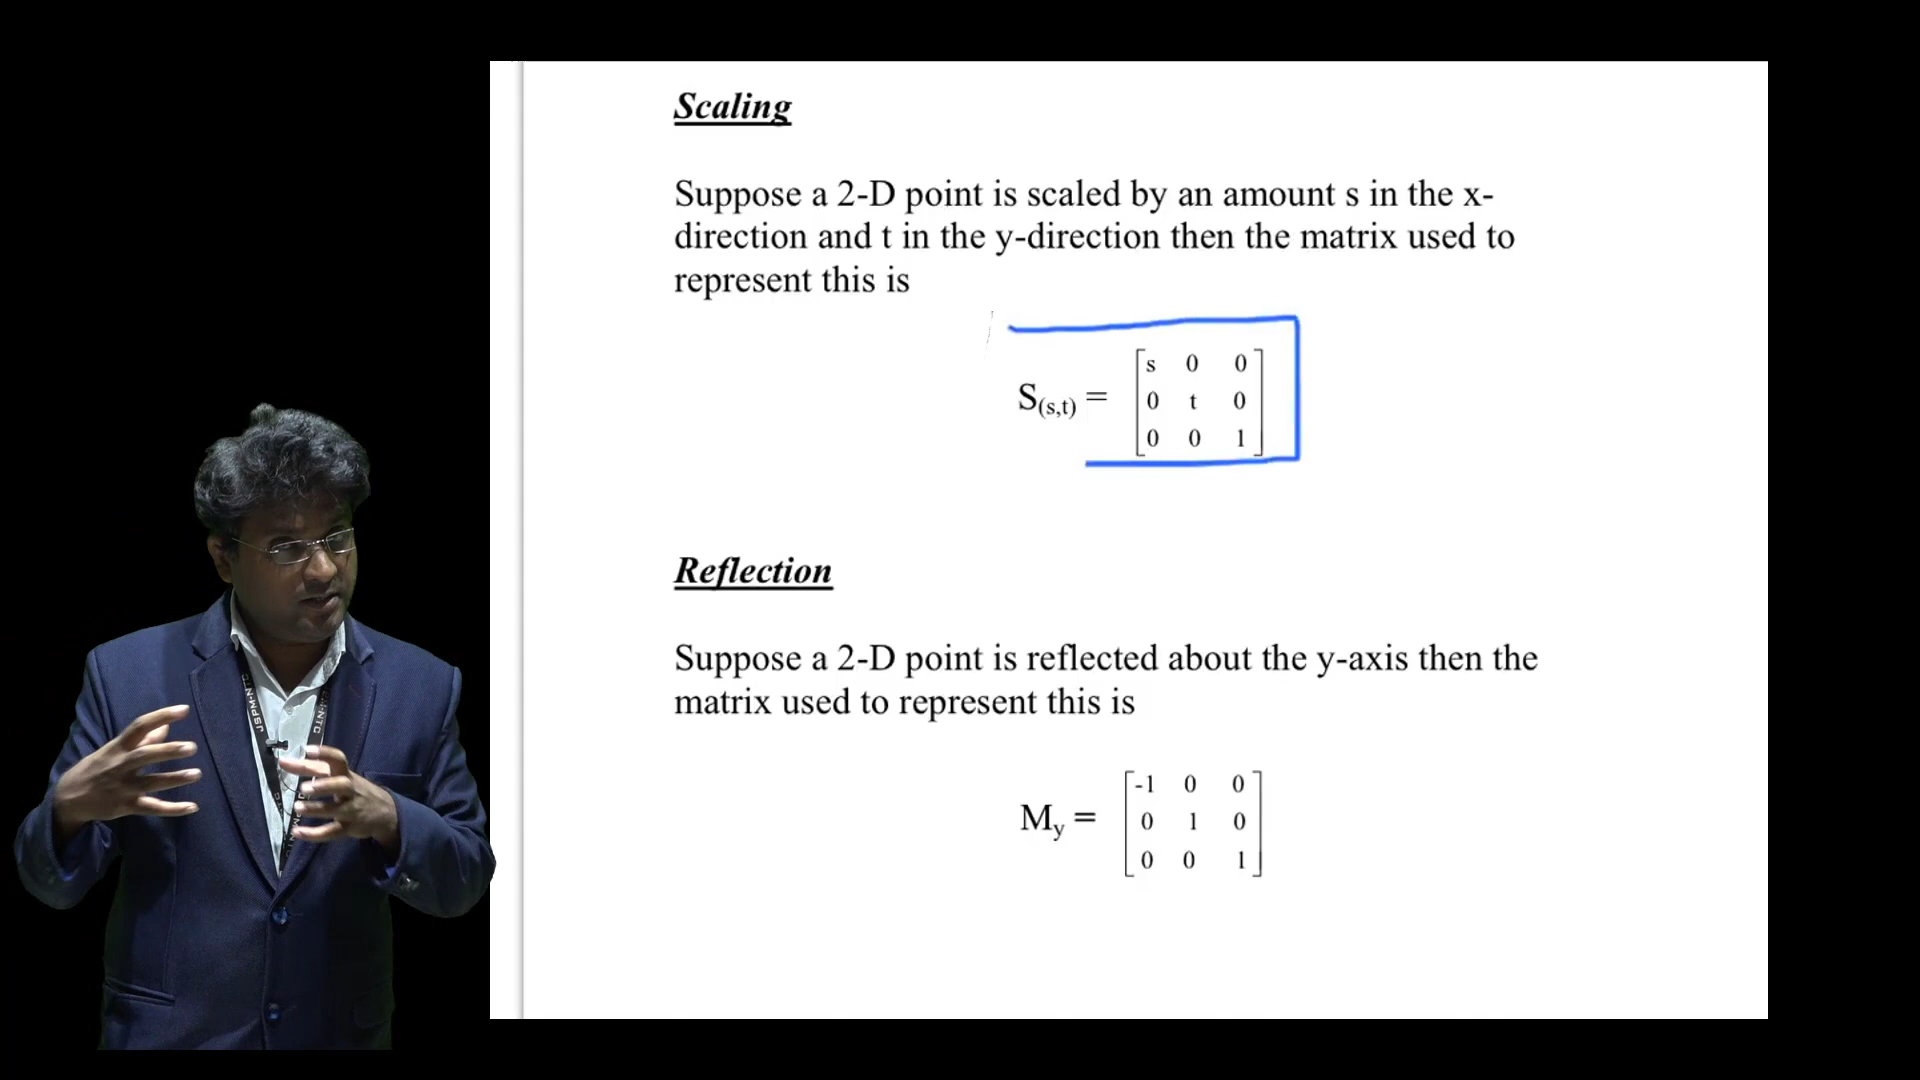 Scaling
Suppose a 2-D point is scaled by an amount s in the x-
direction and t in the y-direction then the matrix used to
represent this is
S(s,t) =
s 0 0
0 t 0
0 0 1
Reflection
Suppose a 2-D point is reflected about the y-axis then the
matrix used to represent this is
My =
-1 0 0
0 1 0
0 0 1
JSPM-NTC